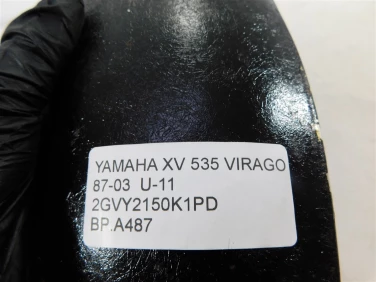 YAMAHA XV 535 VIRAGO
87-03 U-11
2GVY2150K1PD
BP.A487